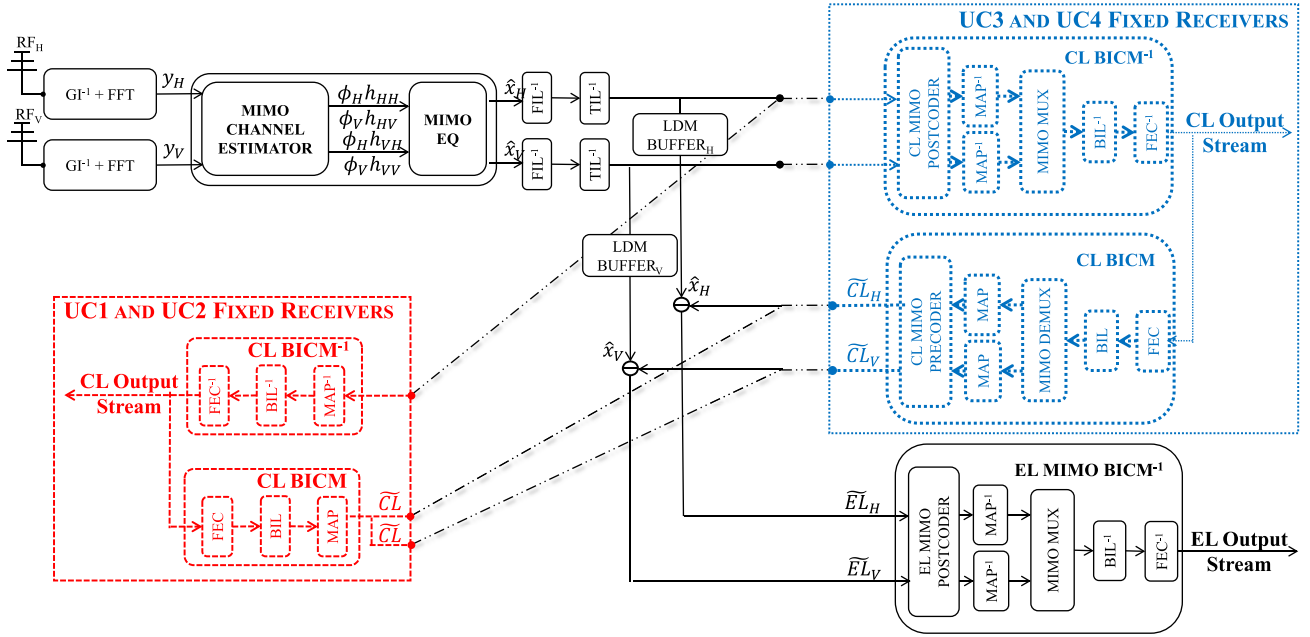 RF_H
GI⁻¹ + FFT
y_H
RF_V
GI⁻¹ + FFT
y_V
MIMO
CHANNEL
ESTIMATOR
ϕ_H h_HH
ϕ_V h_HV
ϕ_H h_VH
ϕ_V h_VV
MIMO
EQ
x̂_H
x̂_V
FIL⁻¹
TIL⁻¹
FIL⁻¹
TIL⁻¹
LDM
BUFFER_H
LDM
BUFFER_V
x̂_H
x̂_V
UC3 AND UC4 FIXED RECEIVERS
CL BICM⁻¹
CL MIMO
POSTCODER
MAP⁻¹
MAP⁻¹
MIMO MUX
BIL⁻¹
FEC⁻¹
CL Output
Stream
CL BICM
C͠L_H
C͠L_V
CL MIMO
PRECODER
MAP
MAP
MIMO DEMUX
BIL
FEC
UC1 AND UC2 FIXED RECEIVERS
CL BICM⁻¹
CL Output
Stream
FEC⁻¹
BIL⁻¹
MAP⁻¹
CL BICM
FEC
BIL
MAP
C͠L
C͠L
EL MIMO BICM⁻¹
E͠L_H
E͠L_V
EL MIMO
POSTCODER
MAP⁻¹
MAP⁻¹
MIMO MUX
BIL⁻¹
FEC⁻¹
EL Output
Stream